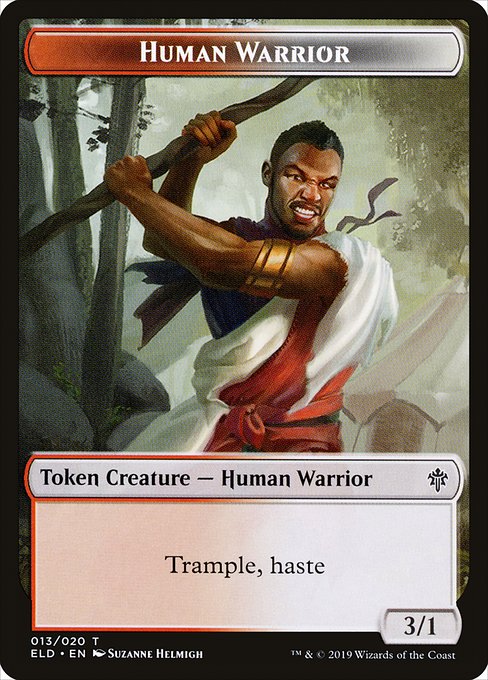 HUMAN WARRIOR
Token Creature — Human Warrior
Trample, haste
3/1
013/020 T
ELD • EN SUZANNE HELMIGH
™ & © 2019 Wizards of the Coast